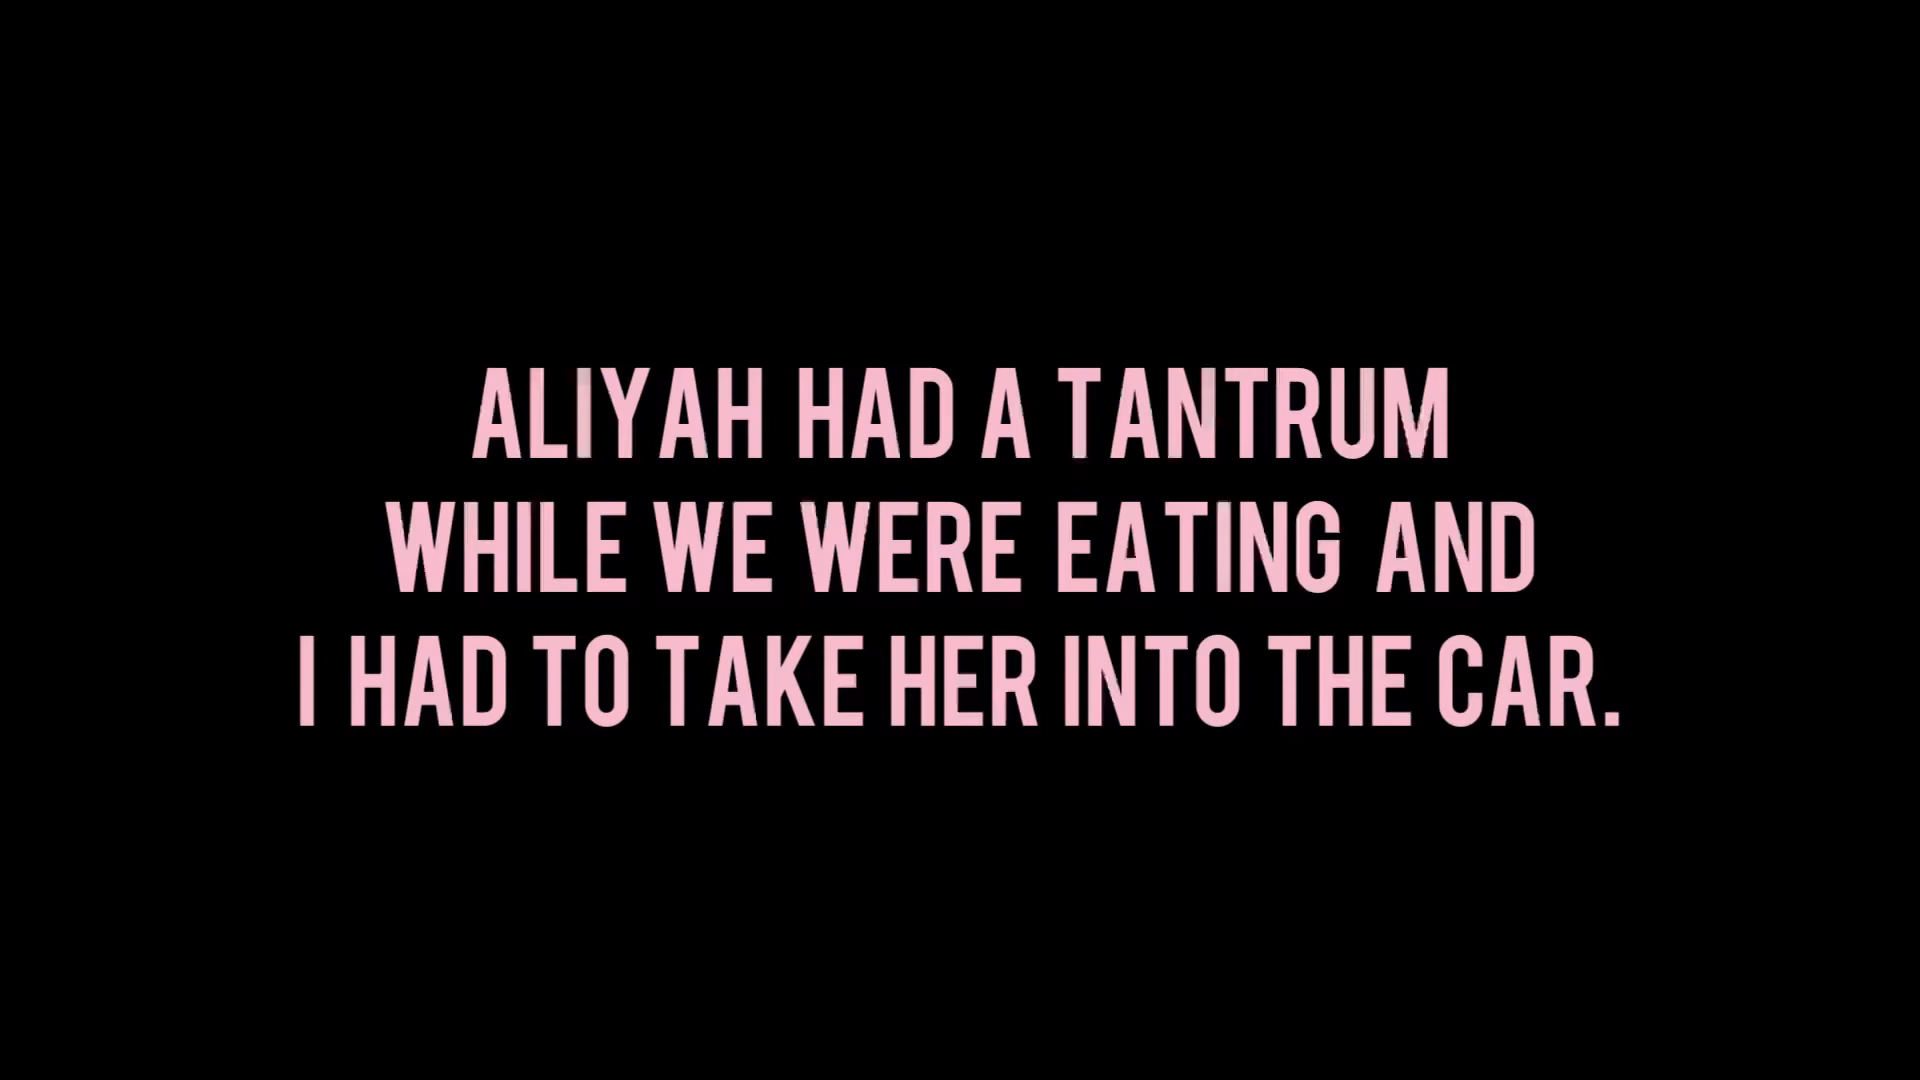 ALIYAH HAD A TANTRUM
WHILE WE WERE EATING AND
I HAD TO TAKE HER INTO THE CAR.